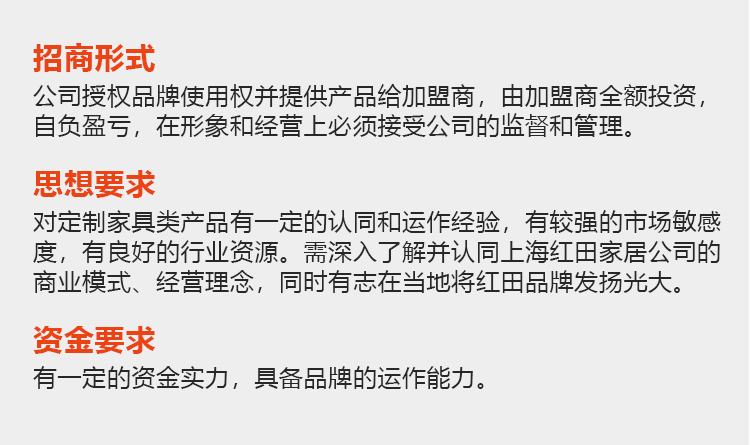 招商形式
公司授权品牌使用权并提供产品给加盟商，由加盟商全额投资，
自负盈亏，在形象和经营上必须接受公司的监督和管理。
思想要求
对定制家具类产品有一定的认同和运作经验，有较强的市场敏感
度，有良好的行业资源。需深入了解并认同上海红田家居公司的
商业模式、经营理念，同时有志在当地将红田品牌发扬光大。
资金要求
有一定的资金实力，具备品牌的运作能力。